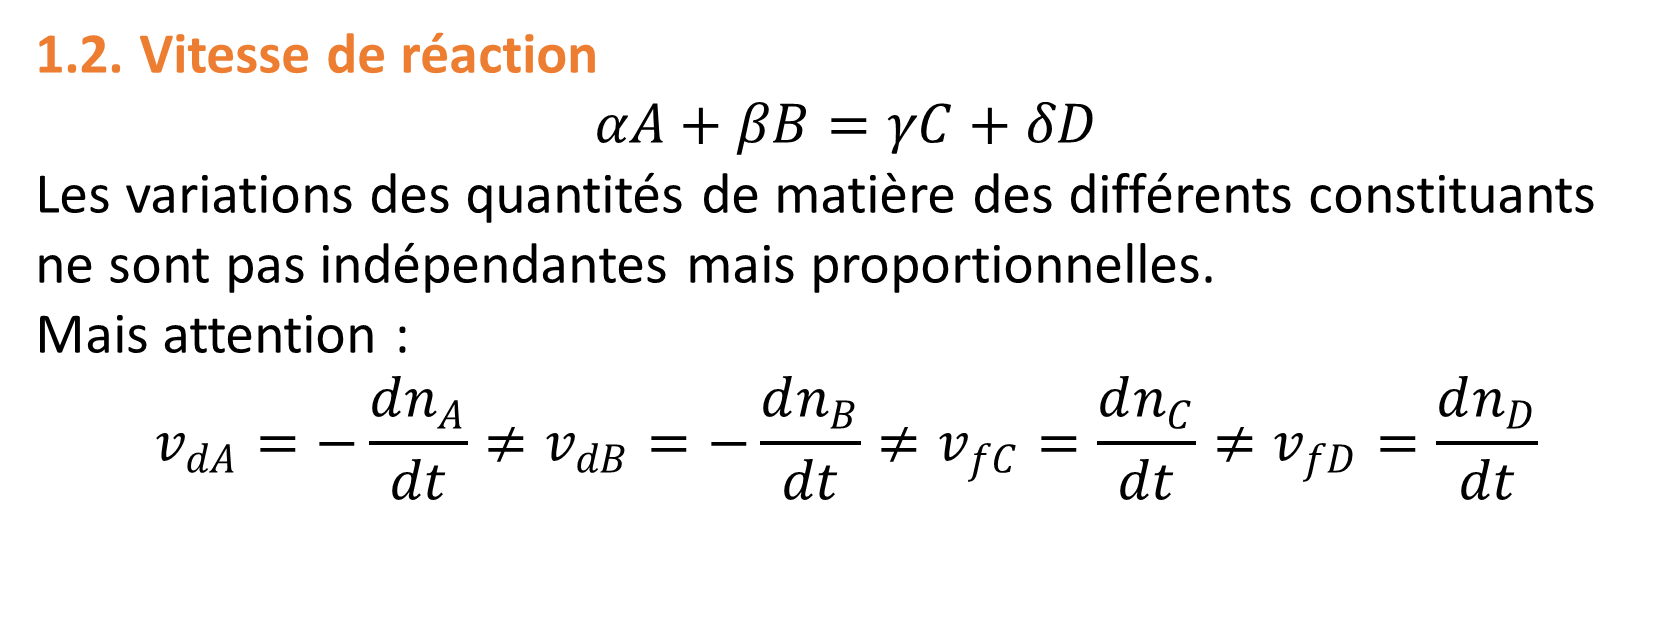 1.2. Vitesse de réaction
αA + βB = γC + δD
Les variations des quantités de matière des différents constituants
ne sont pas indépendantes mais proportionnelles.
Mais attention :
v_dA = − dn_A/dt ≠ v_dB = − dn_B/dt ≠ v_fC = dn_C/dt ≠ v_fD = dn_D/dt